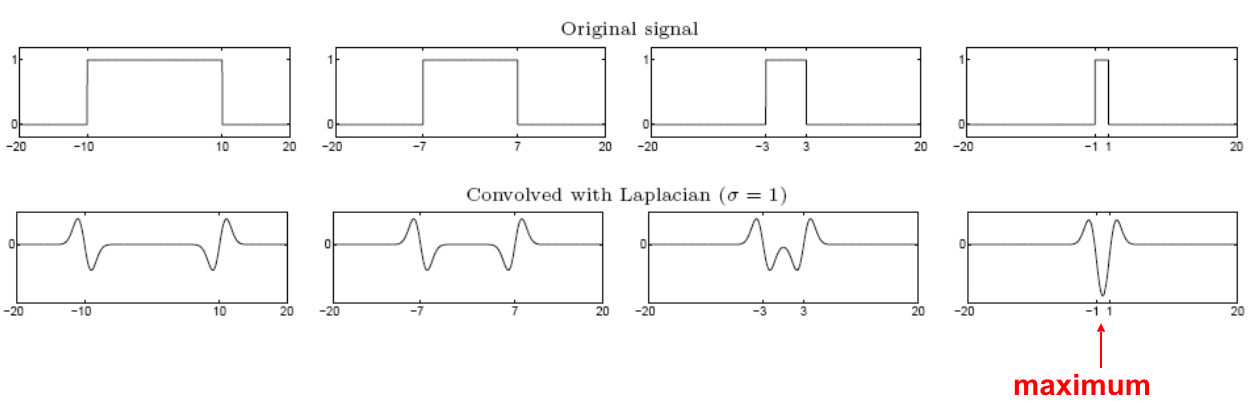 Original signal
1 1 1 1
0 0 0 0
−20 −10 10 20 −20 −7 7 20 −20 −3 3 20 −20 −1 1 20
Convolved with Laplacian (σ = 1)
0 0 0 0
−20 −10 10 20 −20 −7 7 20 −20 −3 3 20 −20 −1 1 20
maximum